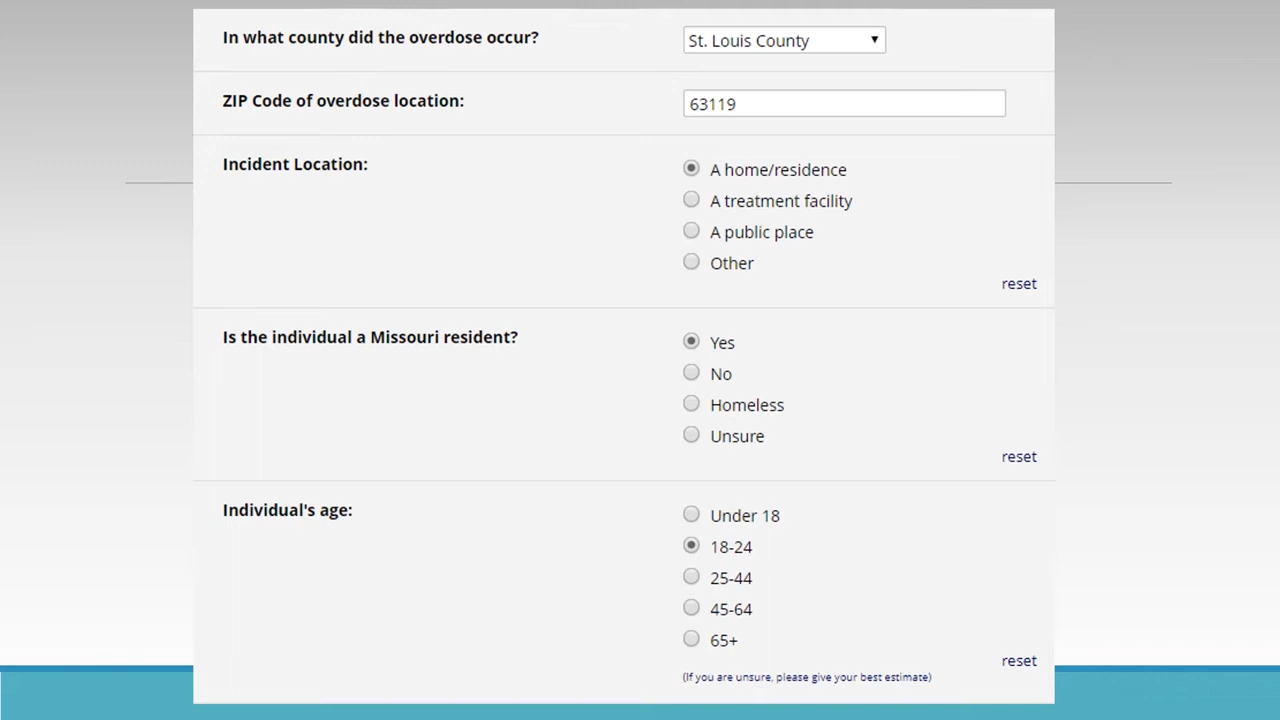 In what county did the overdose occur?
St. Louis County
ZIP Code of overdose location:
63119
Incident Location:
A home/residence
A treatment facility
A public place
Other
reset
Is the individual a Missouri resident?
Yes
No
Homeless
Unsure
reset
Individual's age:
Under 18
18-24
25-44
45-64
65+
reset
(If you are unsure, please give your best estimate)